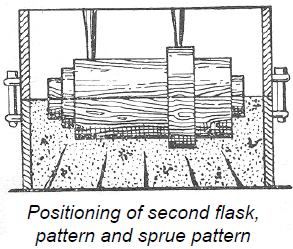 Positioning of second flask,
pattern and sprue pattern